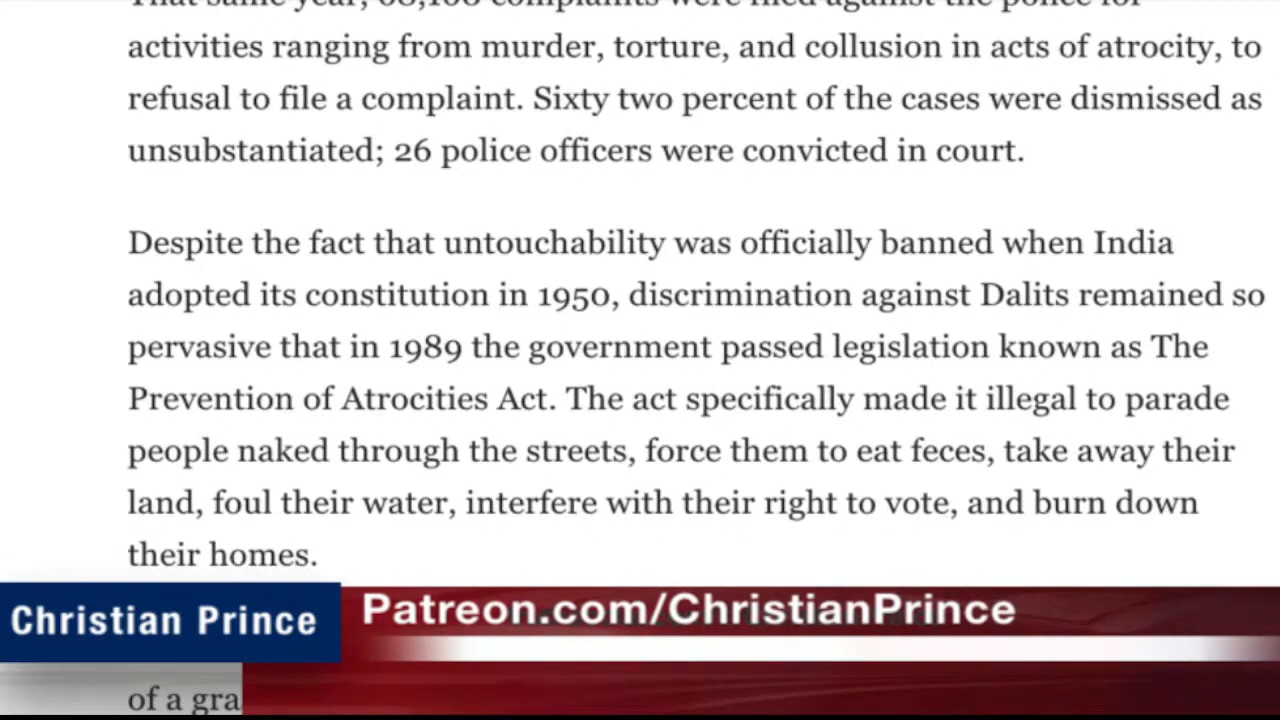 activities ranging from murder, torture, and collusion in acts of atrocity, to
refusal to file a complaint. Sixty two percent of the cases were dismissed as
unsubstantiated; 26 police officers were convicted in court.
Despite the fact that untouchability was officially banned when India
adopted its constitution in 1950, discrimination against Dalits remained so
pervasive that in 1989 the government passed legislation known as The
Prevention of Atrocities Act. The act specifically made it illegal to parade
people naked through the streets, force them to eat feces, take away their
land, foul their water, interfere with their right to vote, and burn down
their homes.
Christian Prince
Patreon.com/ChristianPrince
of a gra